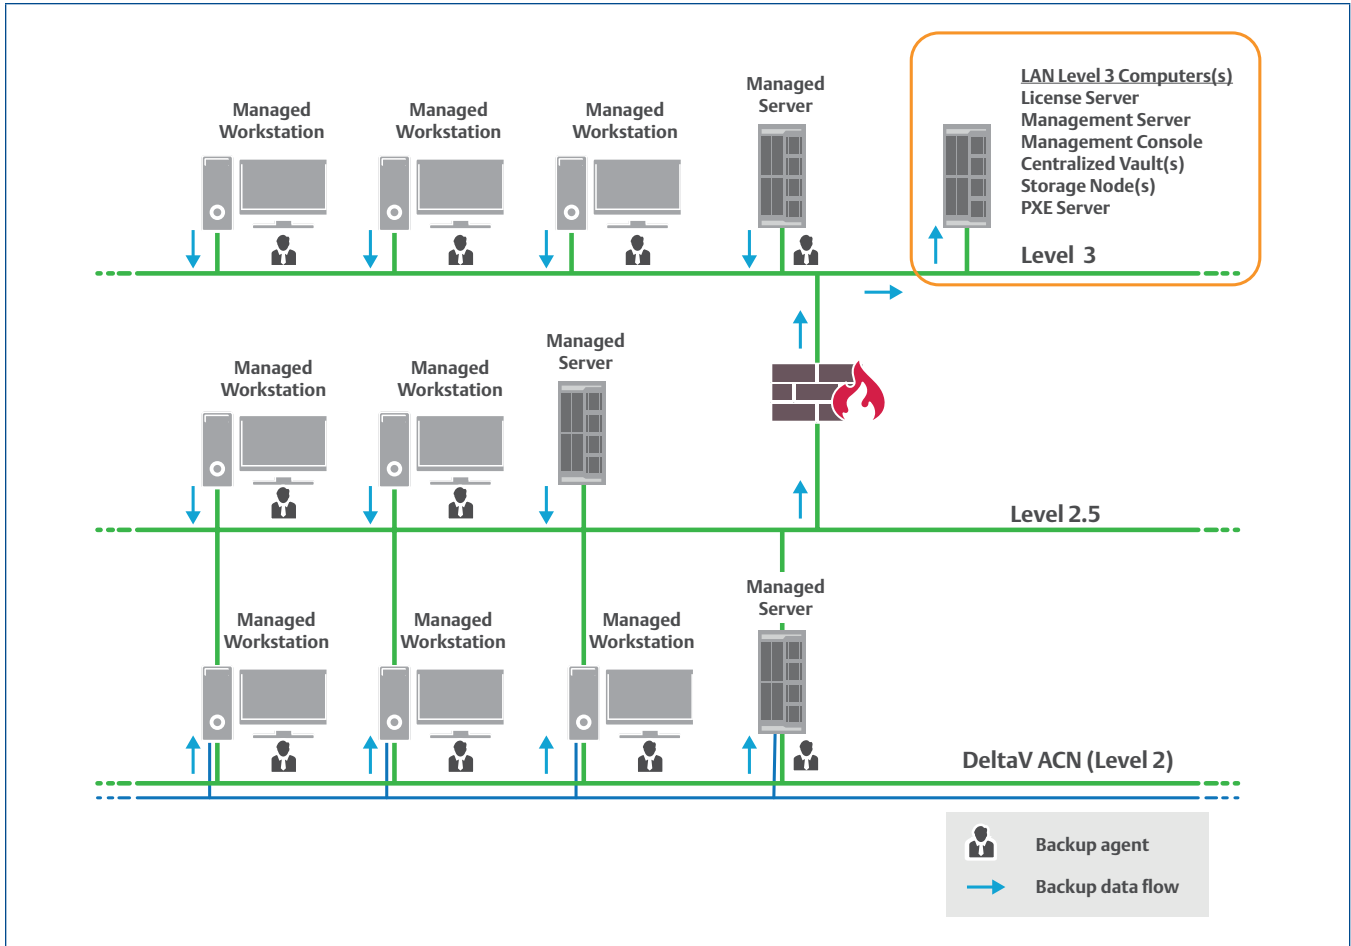 Managed
Workstation
Managed
Workstation
Managed
Workstation
Managed
Server
LAN Level 3 Computers(s)
License Server
Management Server
Management Console
Centralized Vault(s)
Storage Node(s)
PXE Server
Level 3
Managed
Workstation
Managed
Workstation
Managed
Server
Level 2.5
Managed
Workstation
Managed
Workstation
Managed
Workstation
Managed
Server
DeltaV ACN (Level 2)
Backup agent
Backup data flow